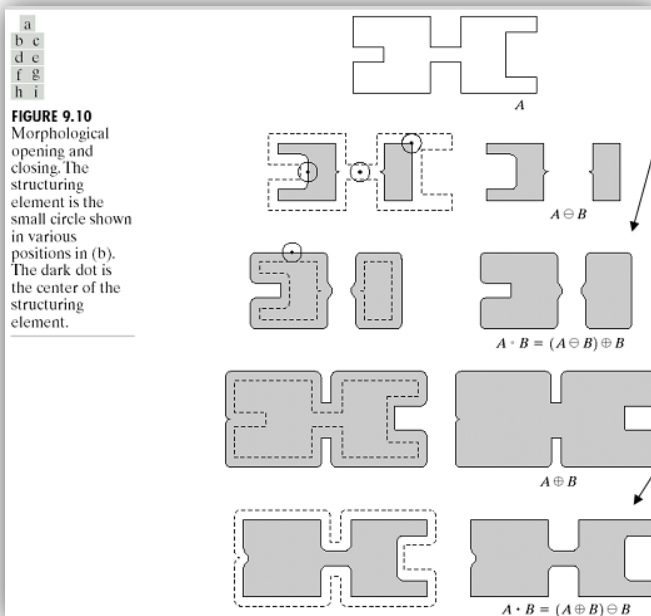 a
b c
d e
f g
h i
FIGURE 9.10
Morphological
opening and
closing. The
structuring
element is the
small circle shown
in various
positions in (b).
The dark dot is
the center of the
structuring
element.
A
A ⊖ B
A ∘ B = (A ⊖ B) ⊕ B
A ⊕ B
A • B = (A ⊕ B) ⊖ B